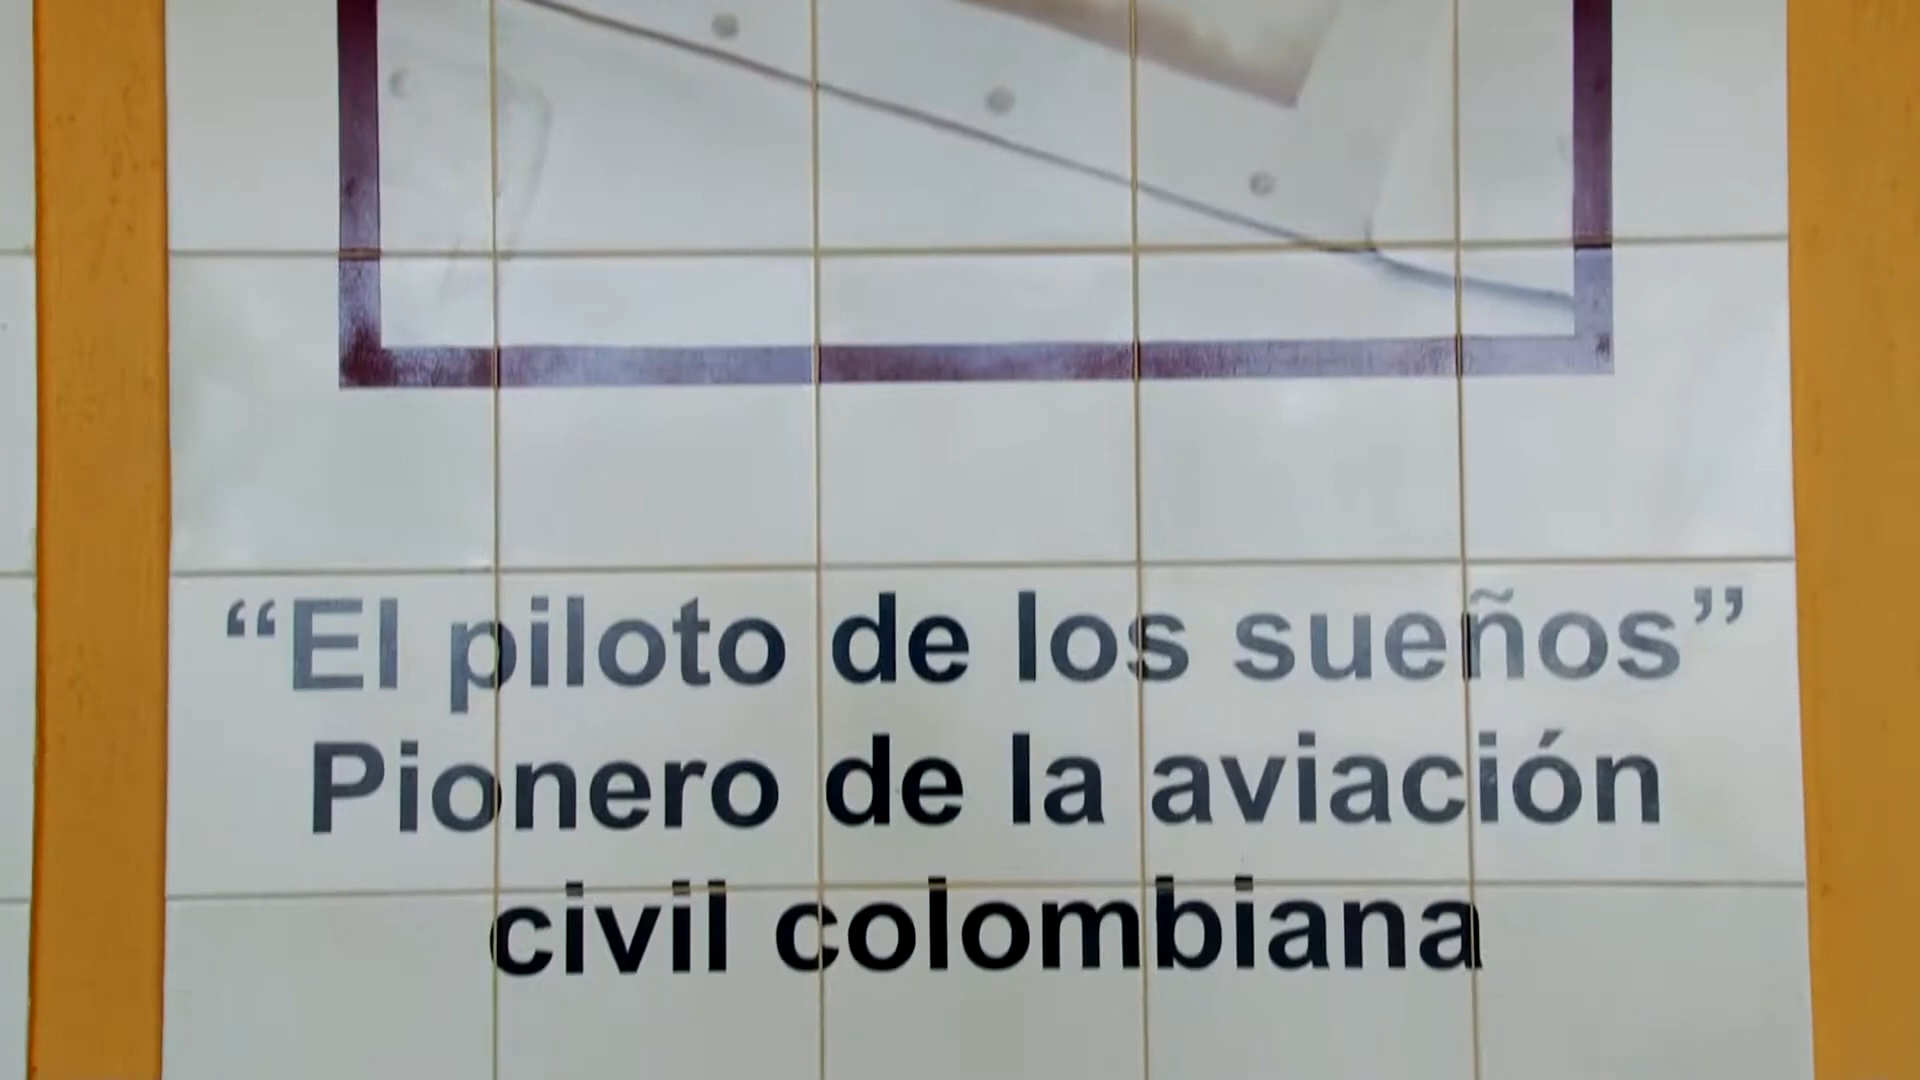 “El piloto de los sueños”
Pionero de la aviación
civil colombiana